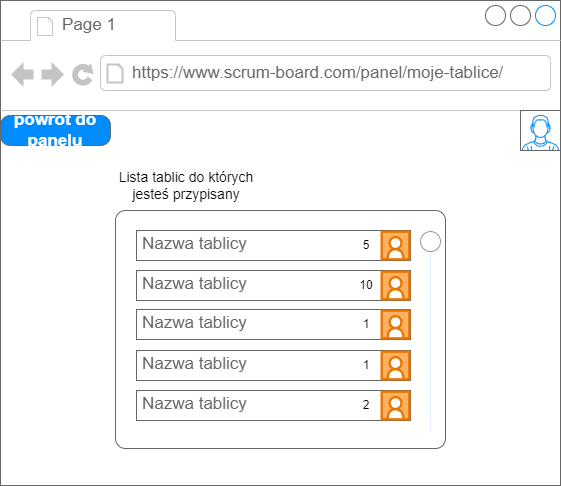 Page 1
https://www.scrum-board.com/panel/moje-tablice/
powrót do
panelu
Lista tablic do których
jesteś przypisany
Nazwa tablicy 5
Nazwa tablicy 10
Nazwa tablicy 1
Nazwa tablicy 1
Nazwa tablicy 2